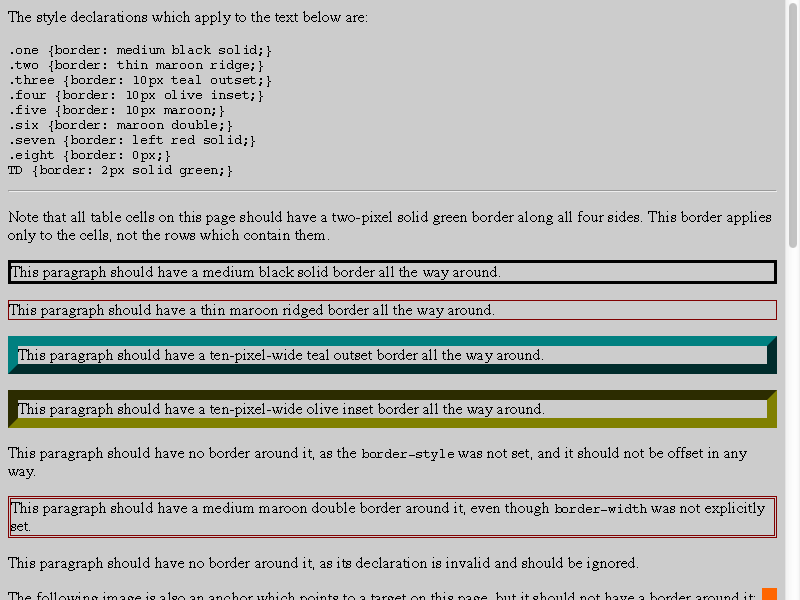 The style declarations which apply to the text below are:
.one {border: medium black solid;}
.two {border: thin maroon ridge;}
.three {border: 10px teal outset;}
.four {border: 10px olive inset;}
.five {border: 10px maroon;}
.six {border: maroon double;}
.seven {border: left red solid;}
.eight {border: 0px;}
TD {border: 2px solid green;}
Note that all table cells on this page should have a two-pixel solid green border along all four sides. This border applies
only to the cells, not the rows which contain them.
This paragraph should have a medium black solid border all the way around.
This paragraph should have a thin maroon ridged border all the way around.
This paragraph should have a ten-pixel-wide teal outset border all the way around.
This paragraph should have a ten-pixel-wide olive inset border all the way around.
This paragraph should have no border around it, as the border-style was not set, and it should not be offset in any
way.
This paragraph should have a medium maroon double border around it, even though border-width was not explicitly
set.
This paragraph should have no border around it, as its declaration is invalid and should be ignored.
The following image is also an anchor which points to a target on this page, but it should not have a border around it: